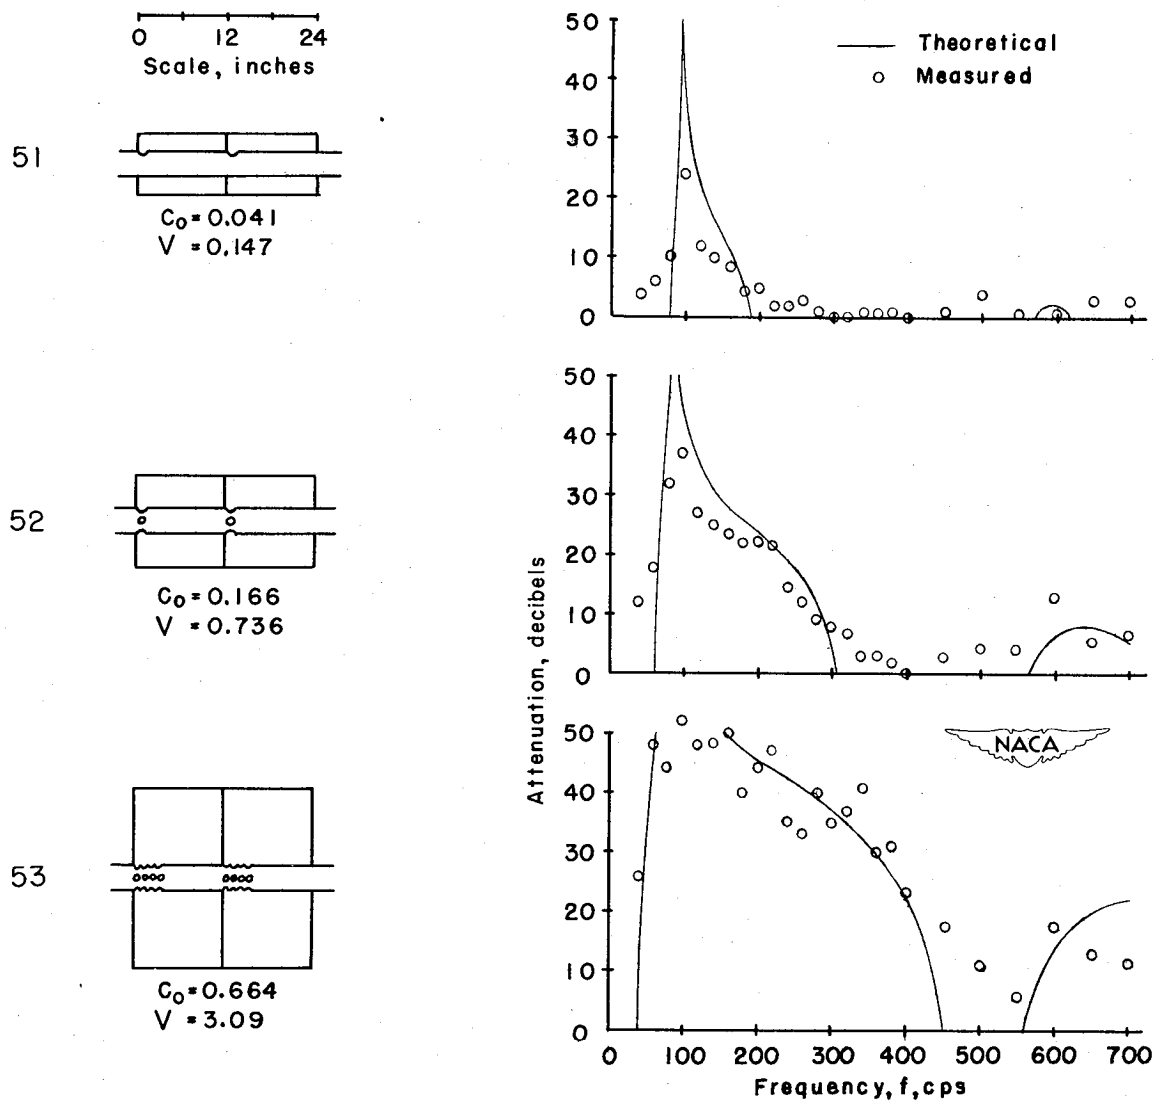 0 12 24
Scale, inches
51
C₀=0.041
V=0.147
52
C₀=0.166
V=0.736
53
C₀=0.664
V=3.09
Theoretical
Measured
50
40
30
20
10
0
50
40
30
20
10
0
NACA
50
40
30
20
10
0
0 100 200 300 400 500 600 700
Attenuation, decibels
Frequency, f, cps